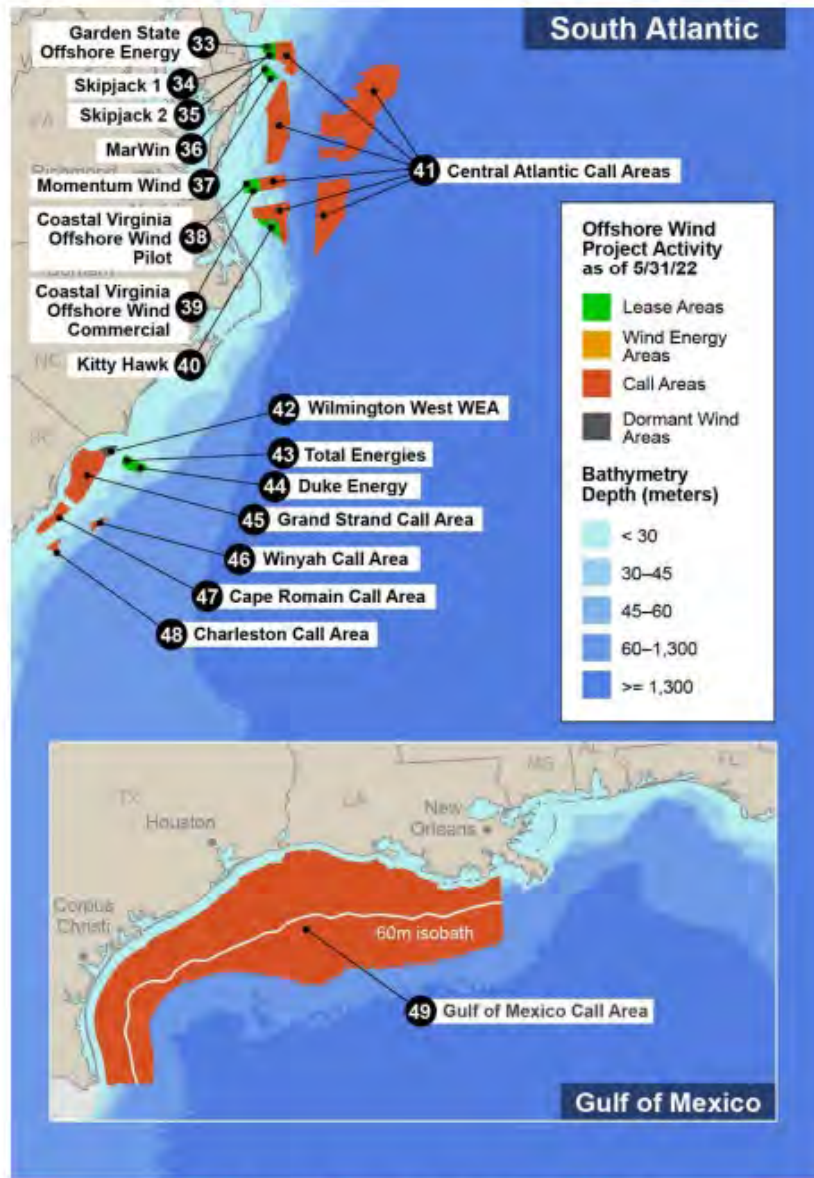 South Atlantic
Garden State
Offshore Energy
33
Skipjack 1
34
Skipjack 2
35
MarWin
36
Momentum Wind
37
Coastal Virginia
Offshore Wind
Pilot
38
Coastal Virginia
Offshore Wind
Commercial
39
Kitty Hawk
40
41
Central Atlantic Call Areas
NC
Offshore Wind
Project Activity
as of 5/31/22
Lease Areas
Wind Energy
Areas
Call Areas
Dormant Wind
Areas
Bathymetry
Depth (meters)
< 30
30–45
45–60
60–1,300
>= 1,300
42
Wilmington West WEA
43
Total Energies
44
Duke Energy
45
Grand Strand Call Area
46
Winyah Call Area
47
Cape Romain Call Area
48
Charleston Call Area
TX
LA
MS
AL
FL
Houston
New
Orleans
Corpus
Christi
60m isobath
49
Gulf of Mexico Call Area
Gulf of Mexico